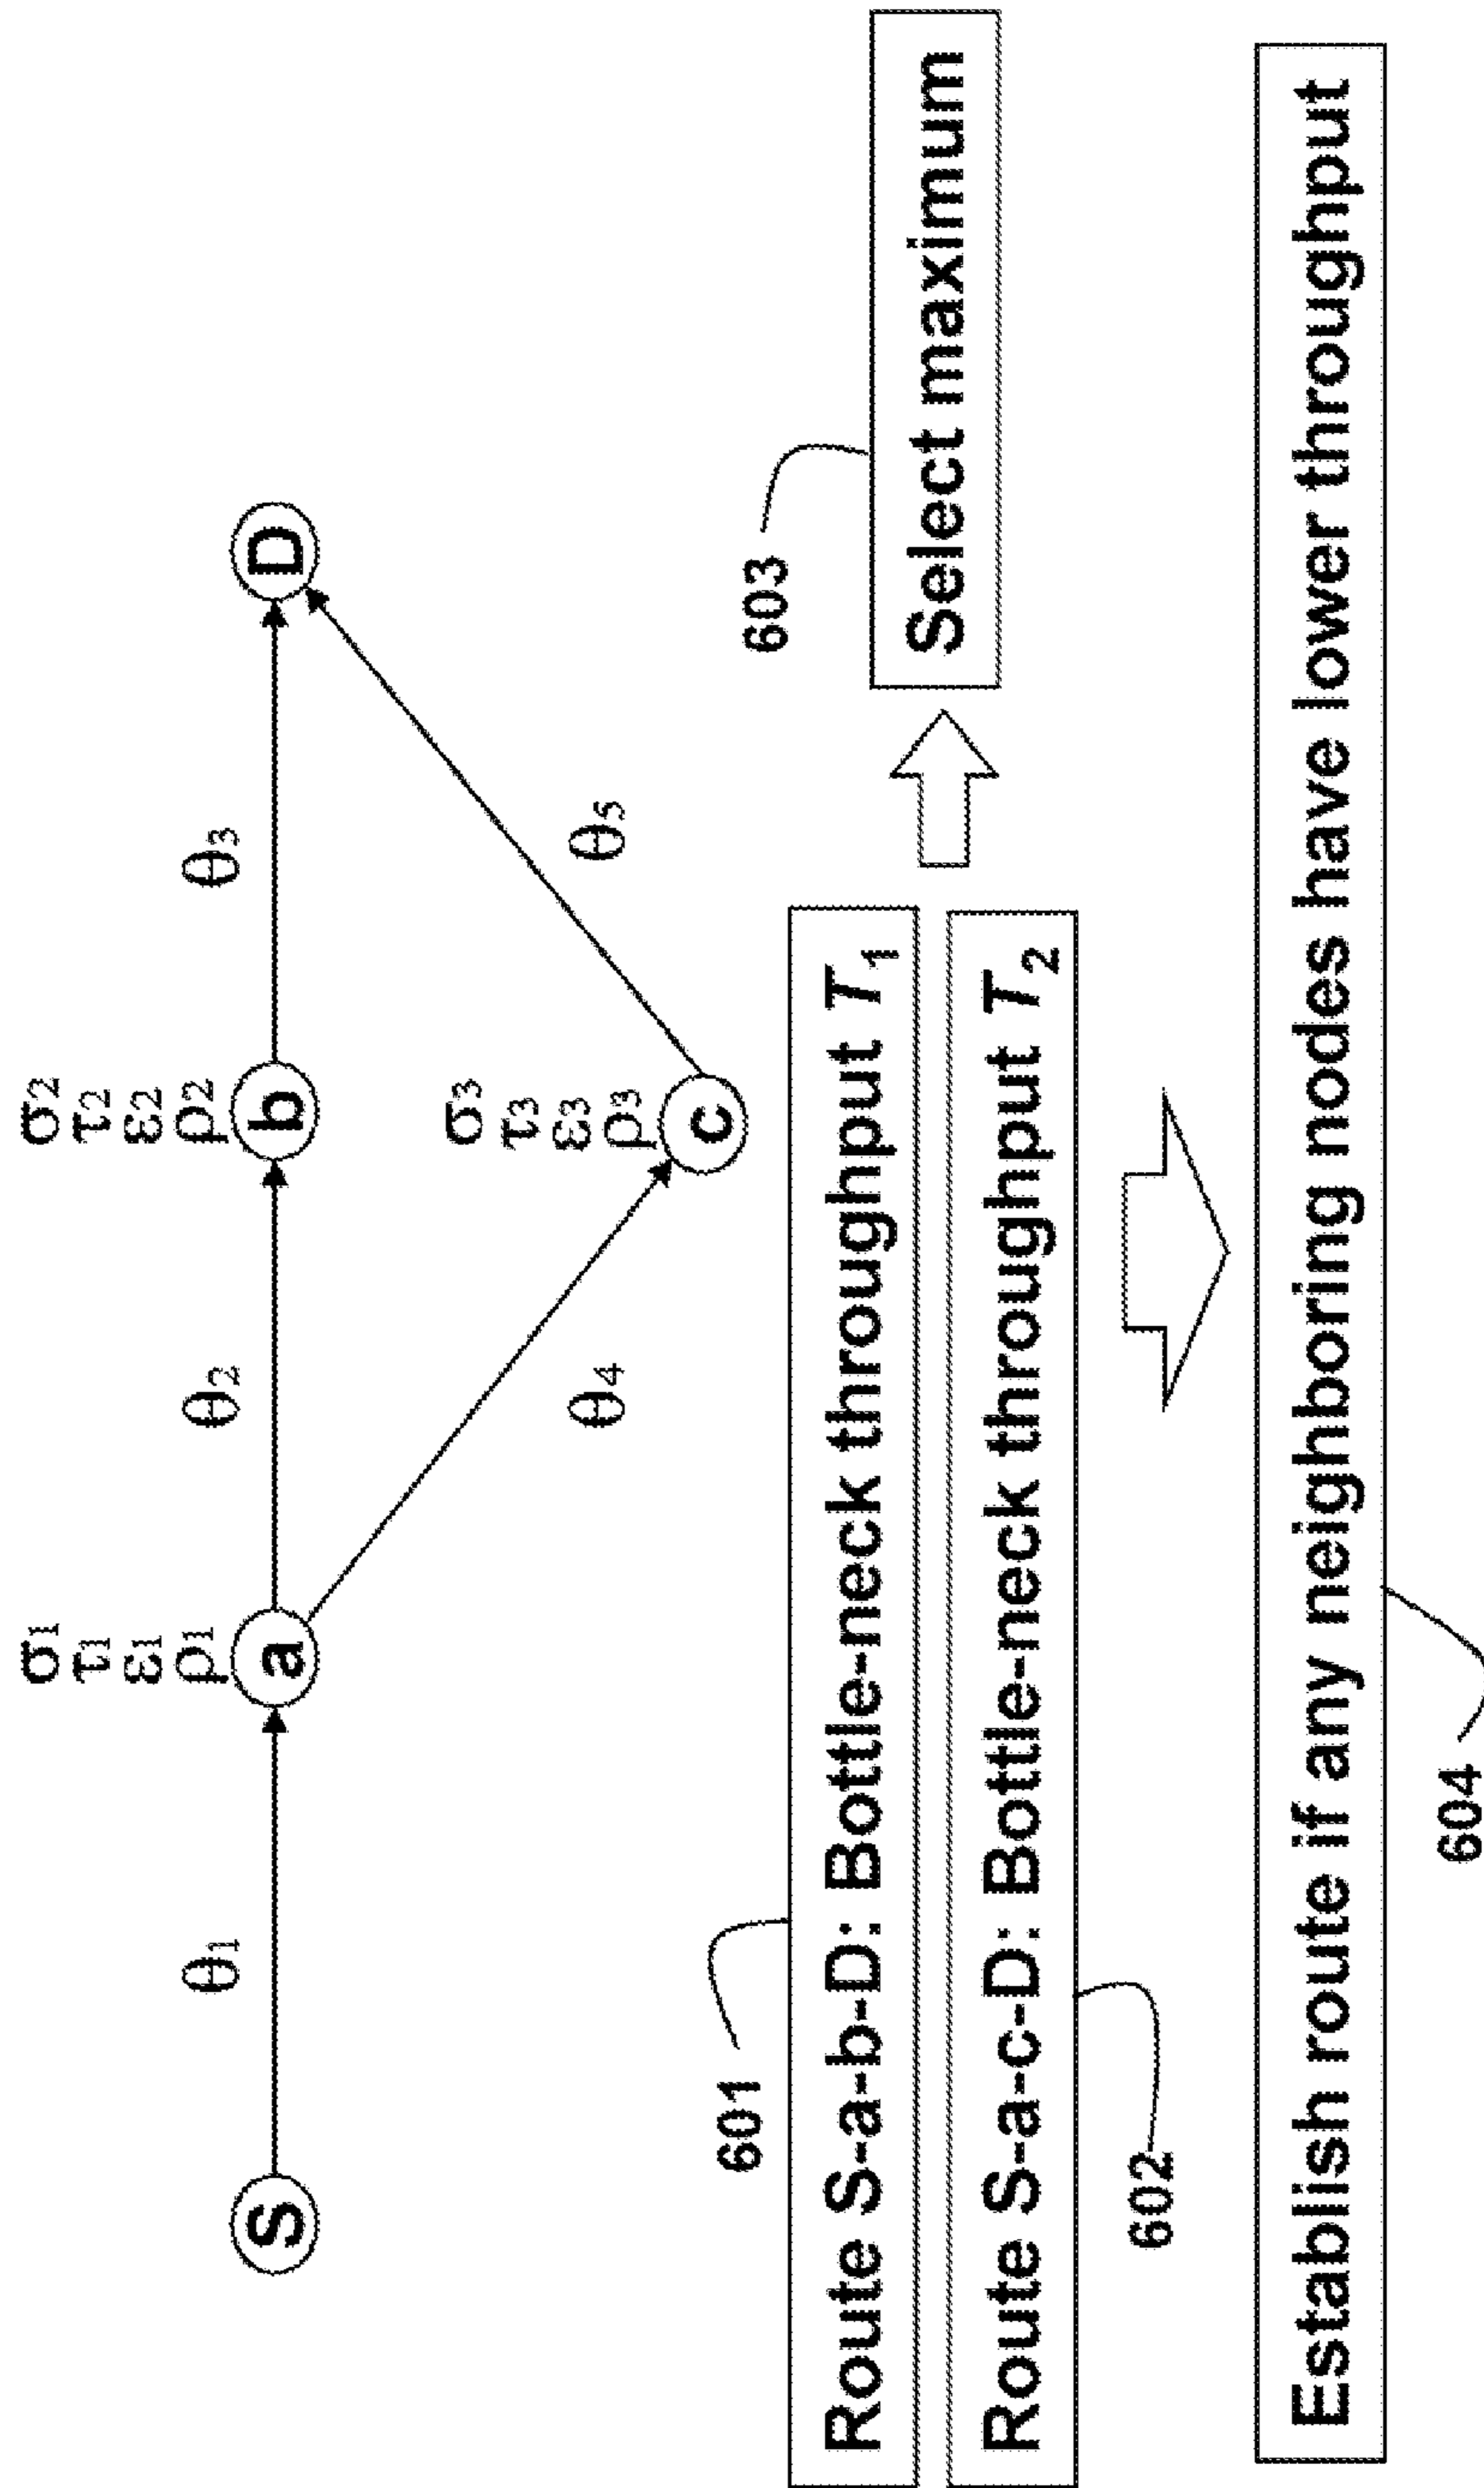 σ1 σ2
τ1 τ2
ε1 ε2
ρ1 ρ2
θ1 θ2 θ3
S a b D
σ3
τ3
ε3
ρ3
θ4 θ5
c
601 603
Route S-a-b-D: Bottle-neck throughput T1
Select maximum
Route S-a-c-D: Bottle-neck throughput T2
602
Establish route if any neighboring nodes have lower throughput
604